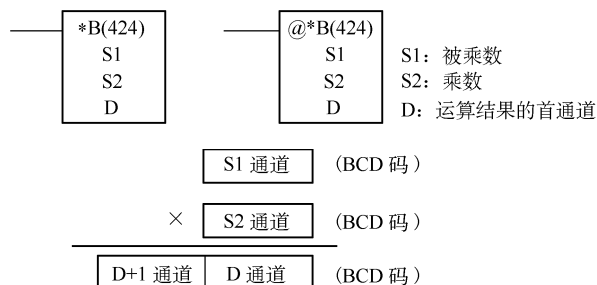 *B(424)
S1
S2
D
@*B(424)
S1
S2
D
S1：被乘数
S2：乘数
D：运算结果的首通道
S1 通道 (BCD 码)
× S2 通道 (BCD 码)
D+1 通道 D 通道 (BCD 码)